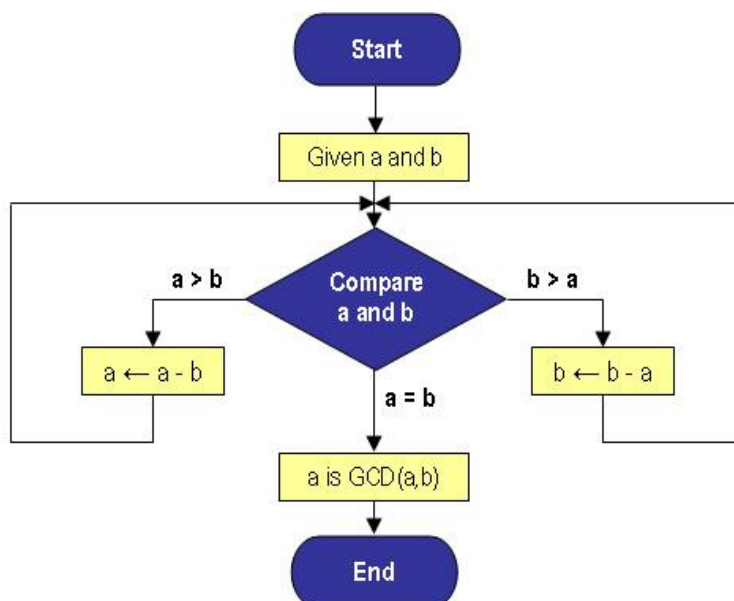 Start
Given a and b
a > b
Compare
a and b
b > a
a ← a - b
b ← b - a
a = b
a is GCD(a,b)
End